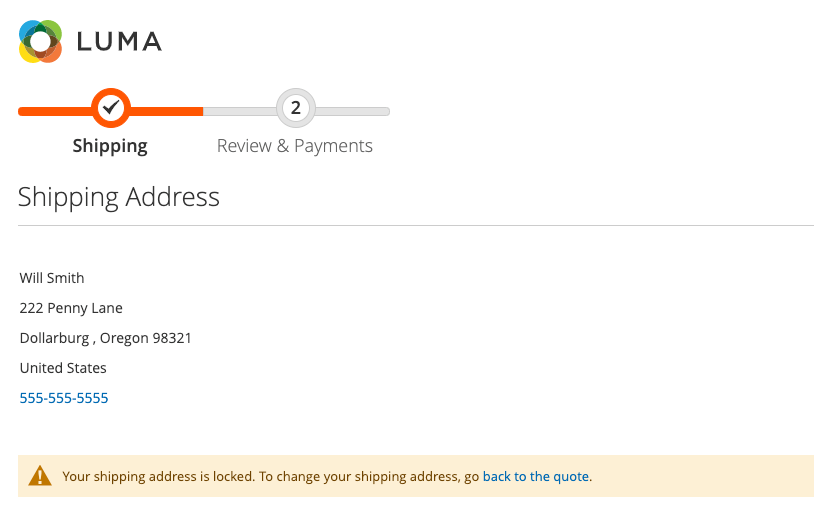 LUMA
2
Shipping
Review & Payments
Shipping Address
Will Smith
222 Penny Lane
Dollarburg , Oregon 98321
United States
555-555-5555
Your shipping address is locked. To change your shipping address, go back to the quote.